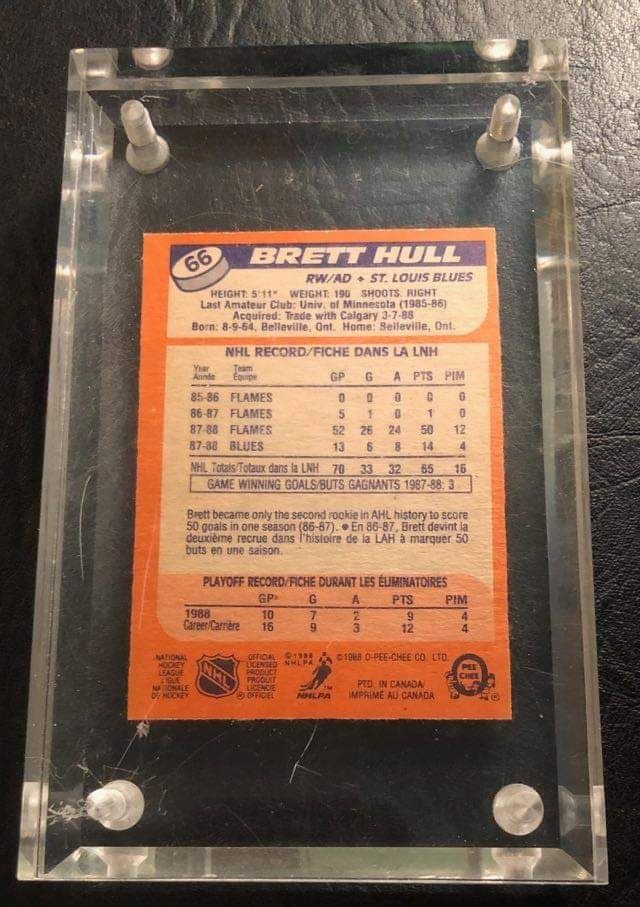 66
BRETT HULL
RW/AD • ST. LOUIS BLUES
HEIGHT: 5'11" WEIGHT: 190 SHOOTS: RIGHT
Last Amateur Club: Univ. of Minnesota (1985-86)
Acquired: Trade with Calgary 3-7-88
Born: 8-9-64, Belleville, Ont. Home: Belleville, Ont.
NHL RECORD/FICHE DANS LA LNH
Year Team
Année Équipe GP G A PTS PIM
85-86 FLAMES 0 0 0 0 0
86-87 FLAMES 5 1 0 1 0
87-88 FLAMES 52 26 24 50 12
87-88 BLUES 13 6 8 14 4
NHL Totals/Totaux dans la LNH 70 33 32 65 16
GAME WINNING GOALS/BUTS GAGNANTS 1987-88: 3
Brett became only the second rookie in AHL history to score
50 goals in one season (86-87). • En 86-87, Brett devint la
deuxième recrue dans l'histoire de la LAH à marquer 50
buts en une saison.
PLAYOFF RECORD/FICHE DURANT LES ÉLIMINATOIRES
GP G A PTS PIM
1988 10 7 2 9 4
Career/Carrière 16 9 3 12 4
NATIONAL
HOCKEY
LEAGUE
LIGUE
NATIONALE
DE HOCKEY
NHL
OFFICIAL
LICENSED
PRODUCT
PRODUIT
LICENCIÉ
OFFICIEL
©1988
NHLPA
NHLPA
TM
©1988 O-PEE-CHEE CO. LTD.
PTD. IN CANADA/
IMPRIMÉ AU CANADA
PEE
CHEE